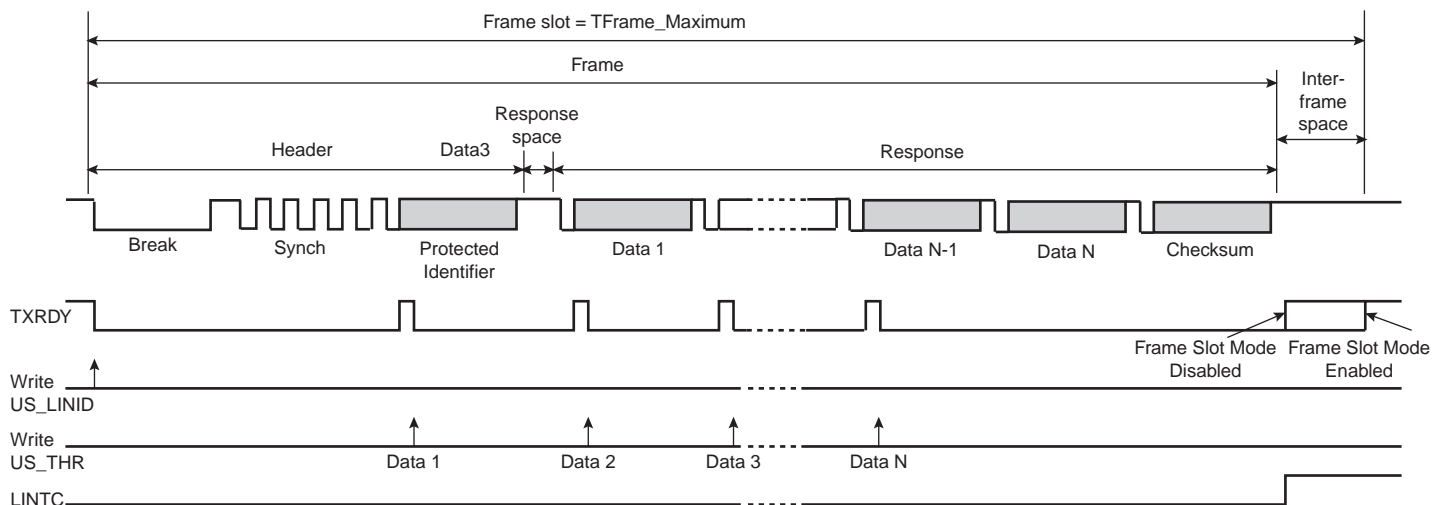 Frame slot = TFrame_Maximum
Frame
Inter-
frame
space
Response
space
Header
Data3
Response
Break
Synch
Protected
Identifier
Data 1
Data N-1
Data N
Checksum
TXRDY
Frame Slot Mode
Disabled
Frame Slot Mode
Enabled
Write
US_LINID
Write
US_THR
Data 1
Data 2
Data 3
Data N
LINTC